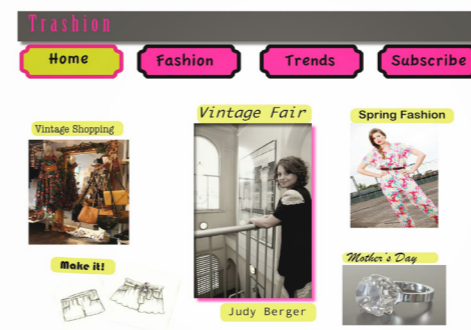 Trashion
Home
Fashion
Trends
Subscribe
Vintage Shopping
Vintage Fair
Spring Fashion
Make it!
Mother's Day
Judy Berger